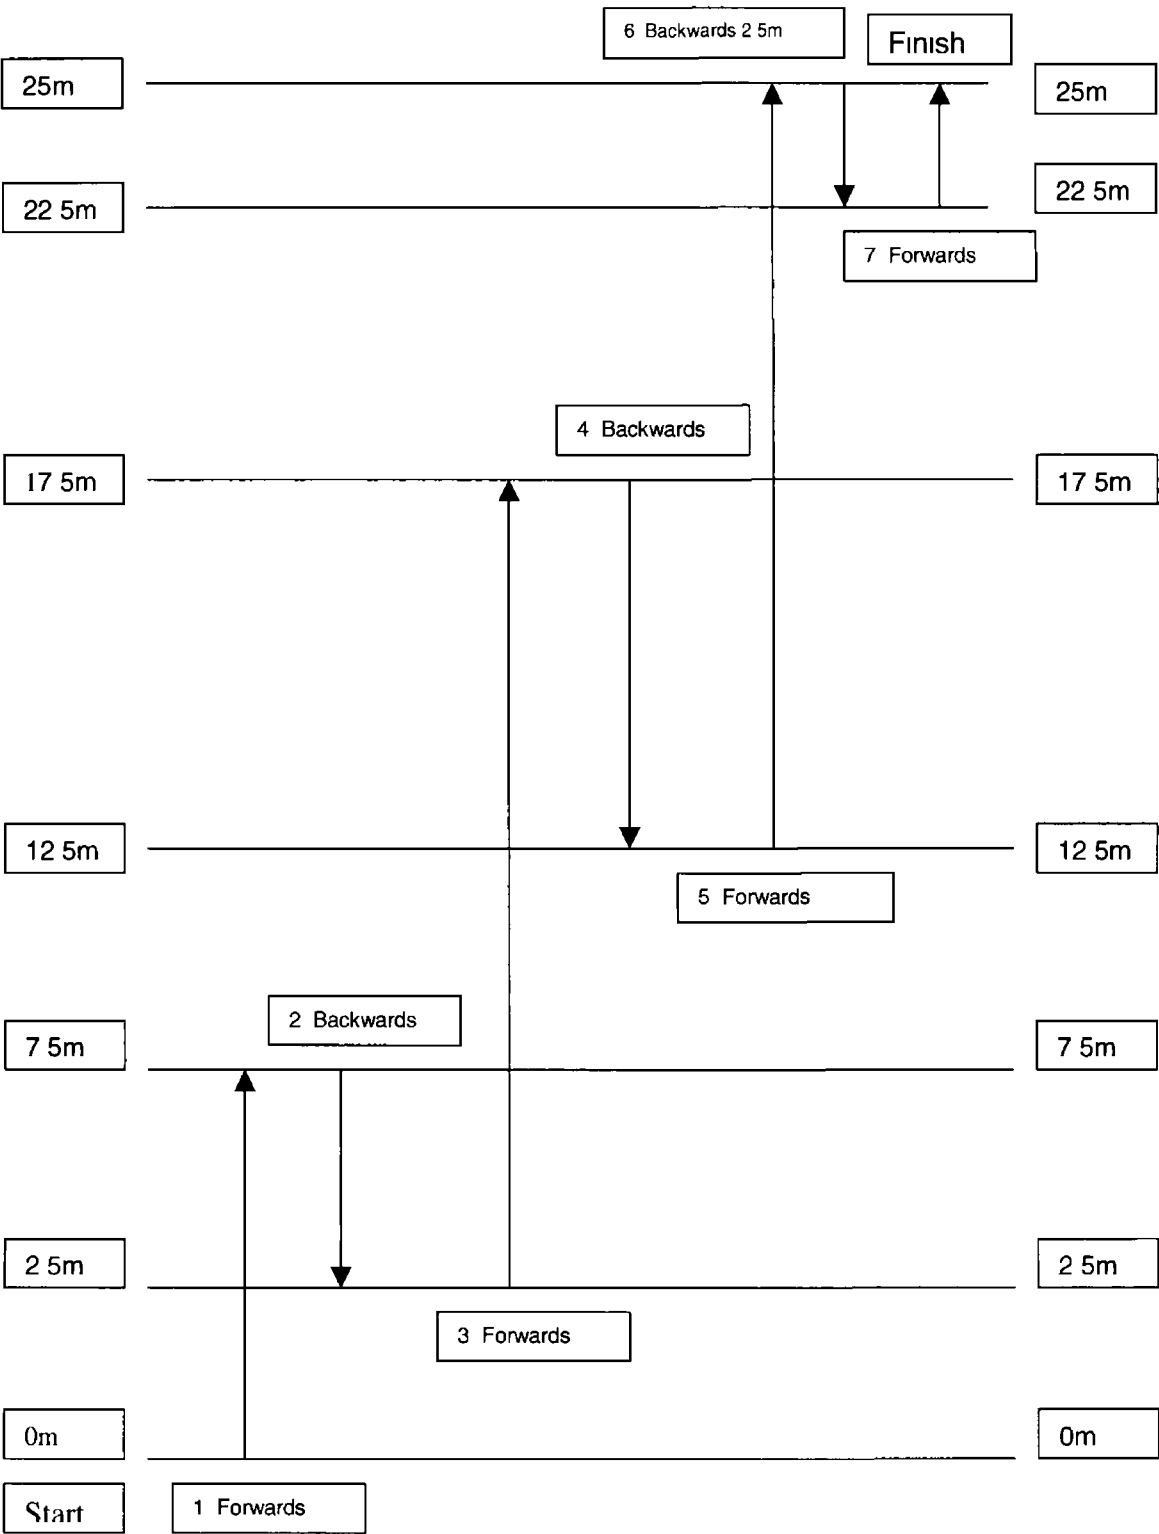 6 Backwards 2 5m
Finish
25m
25m
22 5m
22 5m
7 Forwards
4 Backwards
17 5m
17 5m
12 5m
12 5m
5 Forwards
2 Backwards
7 5m
7 5m
2 5m
2 5m
3 Forwards
0m
0m
Start
1 Forwards